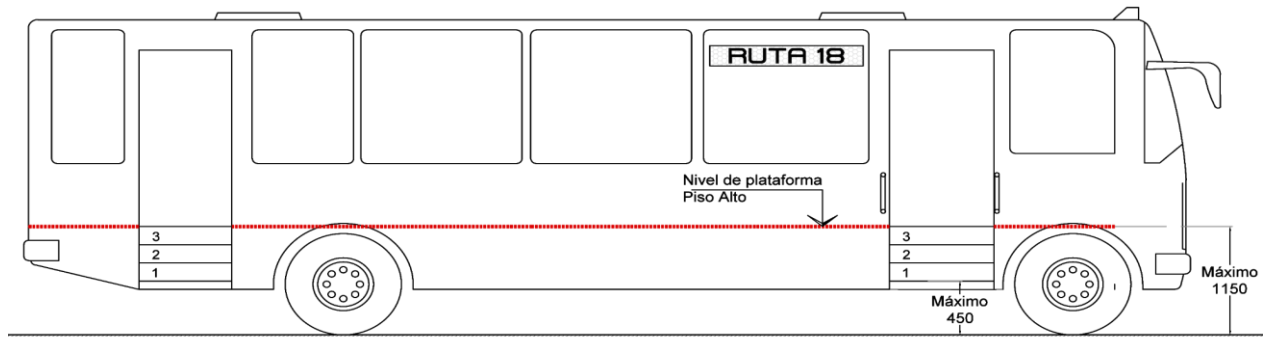 RUTA 18
Nivel de plataforma
Piso Alto
3
2
1
3
2
1
Máximo
450
Máximo
1150